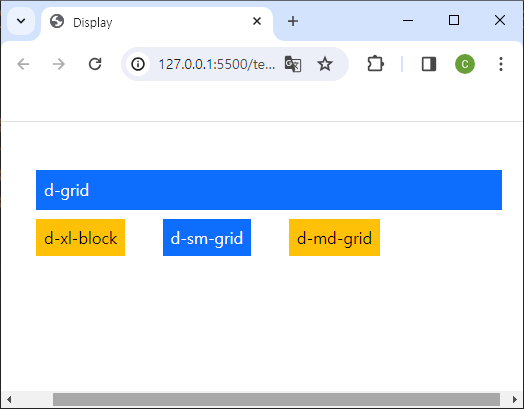 Display
127.0.0.1:5500/te...
C
d-grid
d-xl-block d-sm-grid d-md-grid